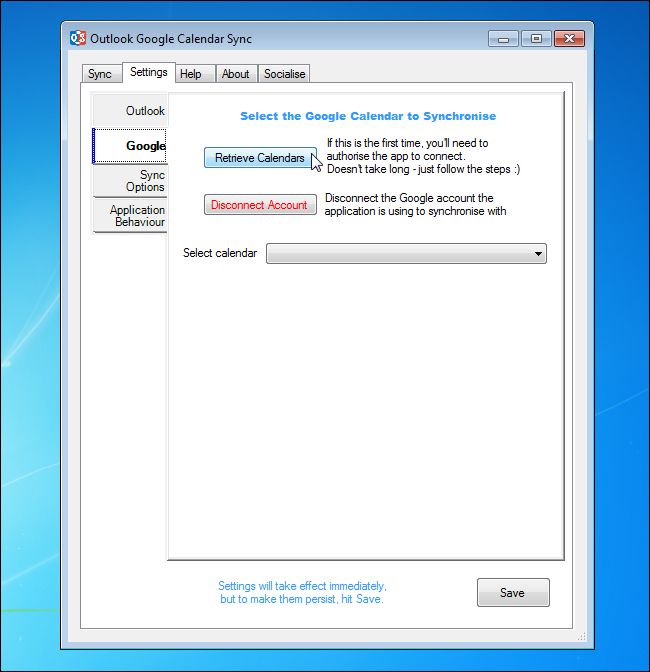 Outlook Google Calendar Sync
Sync
Settings
Help
About
Socialise
Outlook
Google
Sync
Options
Application
Behaviour
Select the Google Calendar to Synchronise
Retrieve Calendars
If this is the first time, you'll need to
authorise the app to connect.
Doesn't take long - just follow the steps :)
Disconnect Account
Disconnect the Google account the
application is using to synchronise with
Select calendar
Settings will take effect immediately,
but to make them persist, hit Save.
Save